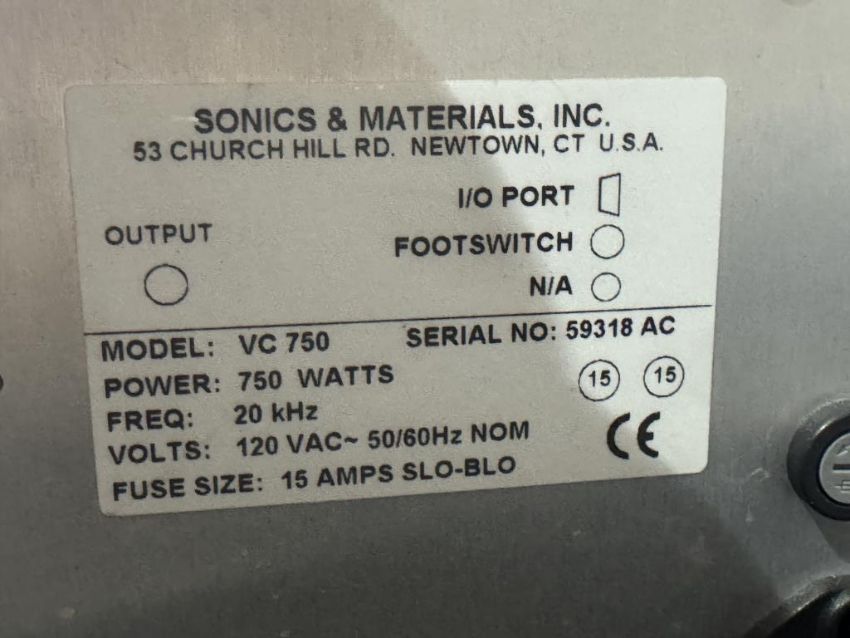 SONICS & MATERIALS, INC.
53 CHURCH HILL RD. NEWTOWN, CT U.S.A.
I/O PORT
OUTPUT
FOOTSWITCH
N/A
MODEL: VC 750 SERIAL NO: 59318 AC
POWER: 750 WATTS 15 15
FREQ: 20 kHz
VOLTS: 120 VAC~ 50/60Hz NOM CE
FUSE SIZE: 15 AMPS SLO-BLO